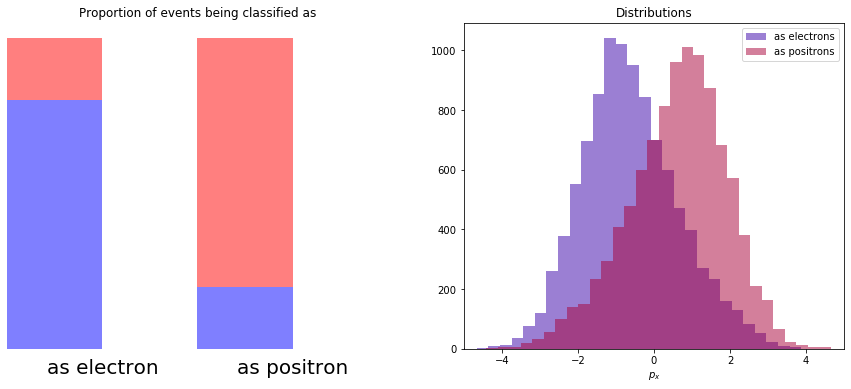 Proportion of events being classified as
as electron
as positron
Distributions
as electrons
as positrons
1000
800
600
400
200
0
−4
−2
0
2
4
pₓ